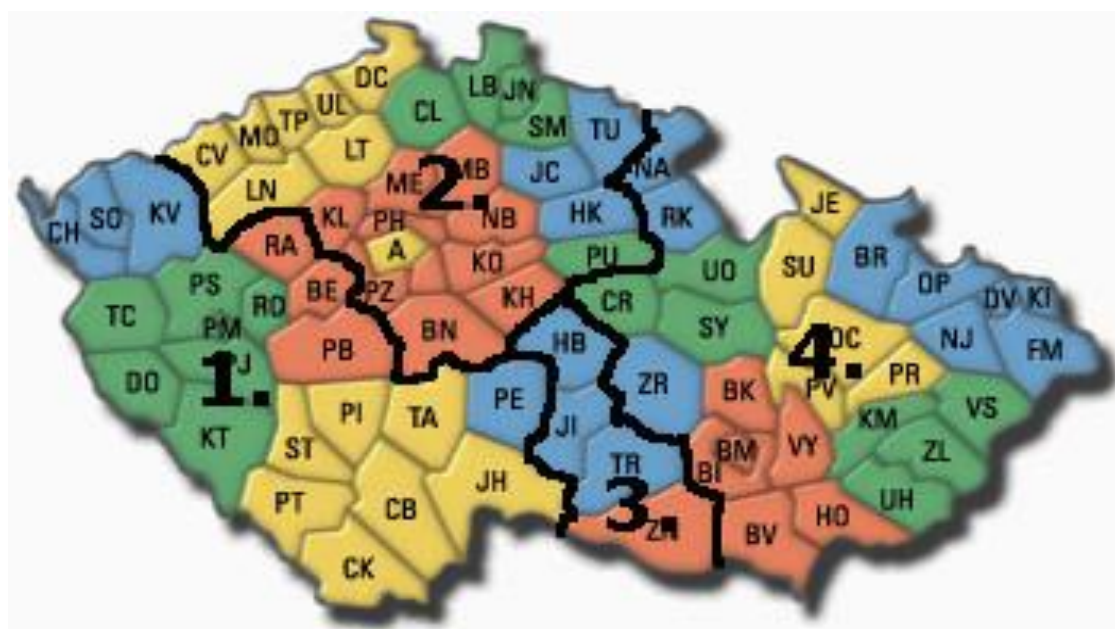 DC
LB
JN
UL
TP
CL
MO
SM
TU
CV
LT
2.
MB
NA
ME
JC
LN
KV
SO
CH
KL
PH
NB
HK
RK
JE
RA
A
KO
PU
UO
SU
BR
OP
PS
BE
PZ
KH
CR
DV
KI
RO
TC
PM
PB
BN
HB
SY
4.
OC
NJ
FM
PJ
DO
1.
PI
TA
PE
ZR
BK
PV
PR
VS
KT
ST
JI
TR
BM
BI
VY
KM
ZL
PT
CB
JH
3.
ZN
UH
HO
BV
CK